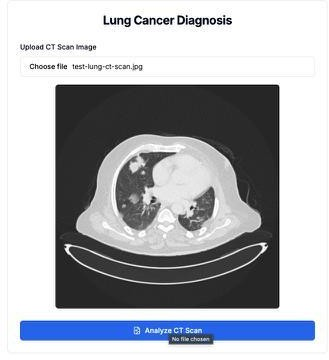 Lung Cancer Diagnosis
Upload CT Scan Image
Choose file test-lung-ct-scan.jpg
Analyze CT Scan
No file chosen